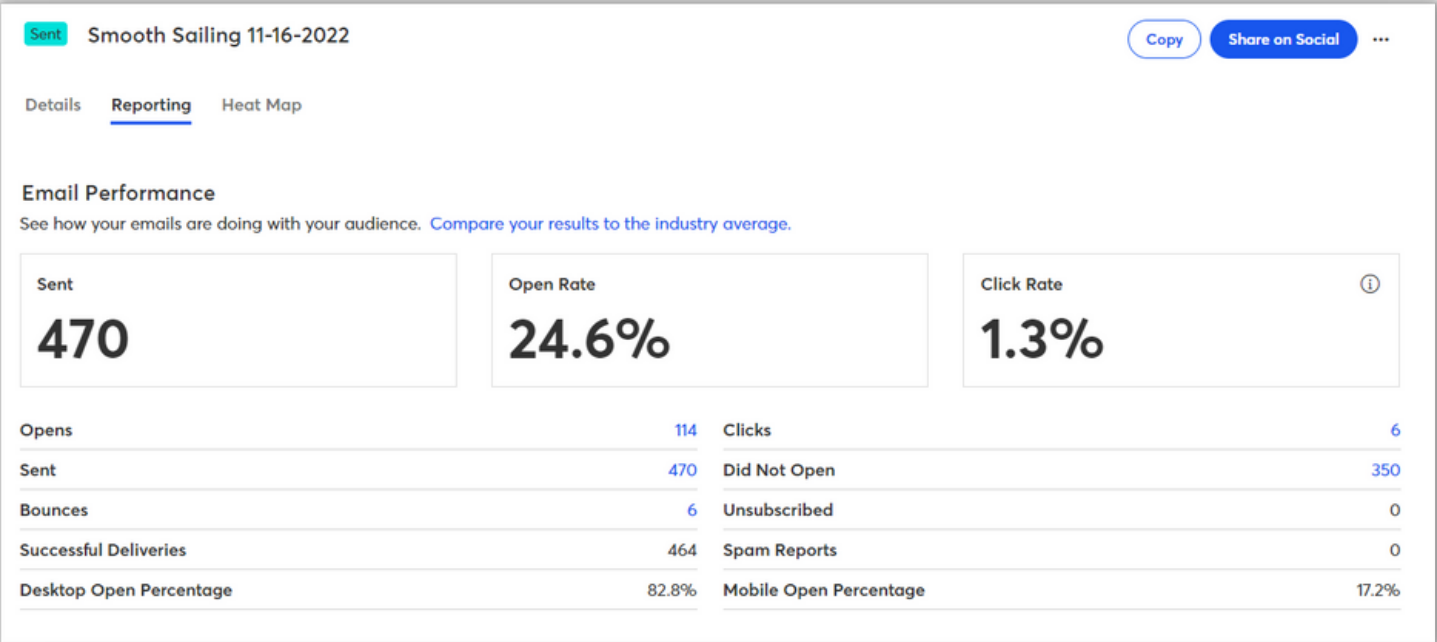 Sent Smooth Sailing 11-16-2022
Copy Share on Social ...
Details Reporting Heat Map
Email Performance
See how your emails are doing with your audience. Compare your results to the industry average.
Sent Open Rate Click Rate
470 24.6% 1.3%
Opens 114 Clicks 6
Sent 470 Did Not Open 350
Bounces 6 Unsubscribed 0
Successful Deliveries 464 Spam Reports 0
Desktop Open Percentage 82.8% Mobile Open Percentage 17.2%